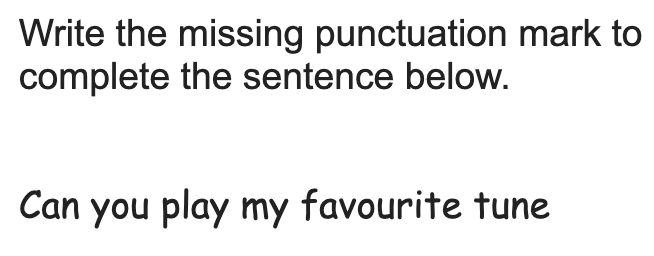 Write the missing punctuation mark to
complete the sentence below.
Can you play my favourite tune